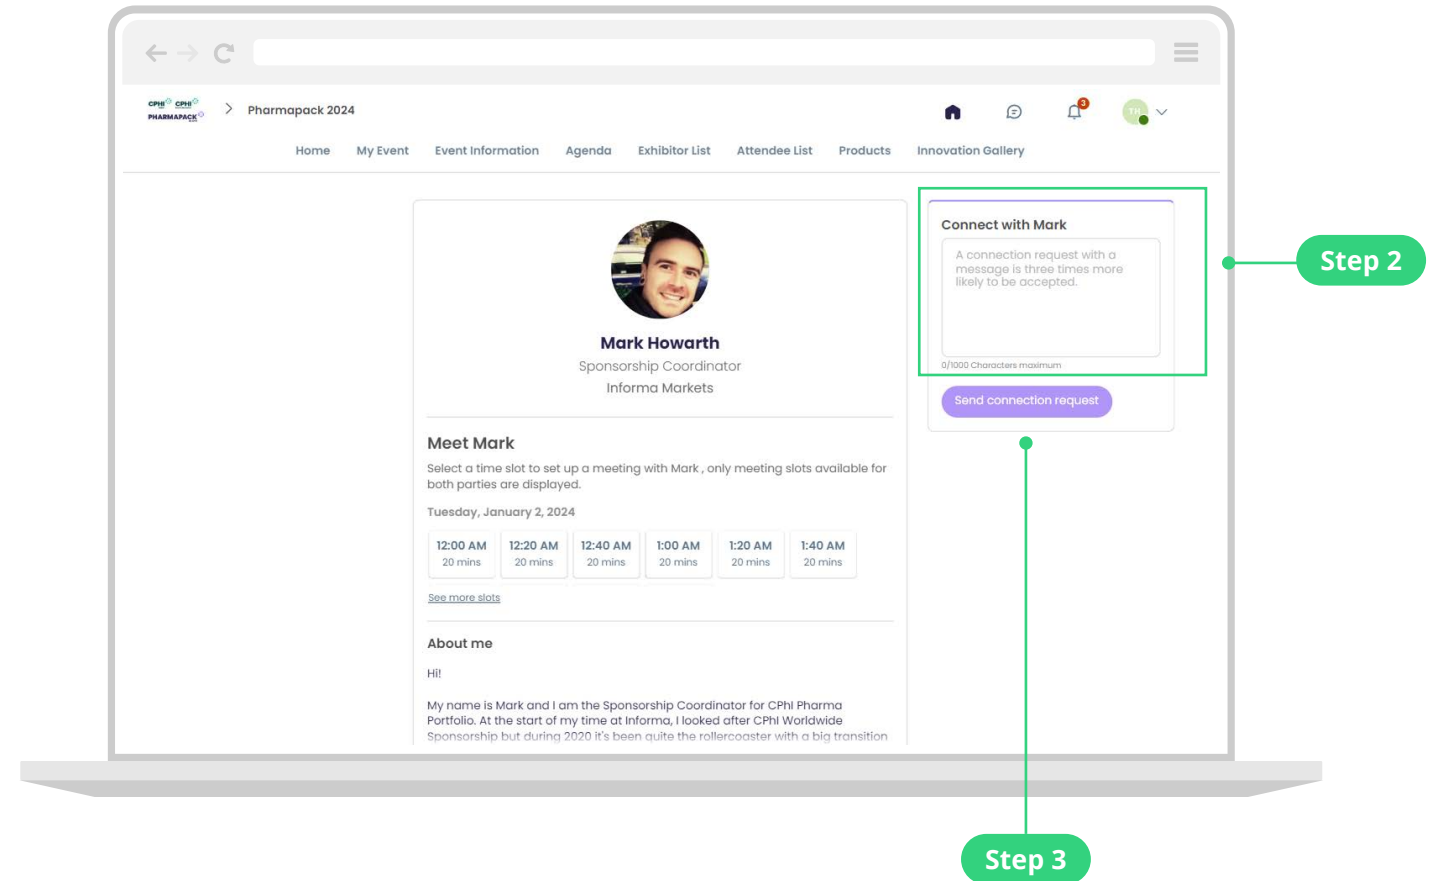 CPHI CPHI
PHARMAPACK
Pharmapack 2024
3
TH
Home My Event Event Information Agenda Exhibitor List Attendee List Products Innovation Gallery
Mark Howarth
Sponsorship Coordinator
Informa Markets
Meet Mark
Select a time slot to set up a meeting with Mark , only meeting slots available for
both parties are displayed.
Tuesday, January 2, 2024
12:00 AM 12:20 AM 12:40 AM 1:00 AM 1:20 AM 1:40 AM
20 mins 20 mins 20 mins 20 mins 20 mins 20 mins
See more slots
About me
Hi!
My name is Mark and I am the Sponsorship Coordinator for CPhI Pharma
Portfolio. At the start of my time at Informa, I looked after CPhI Worldwide
Sponsorship but during 2020 it's been quite the rollercoaster with a big transition
Connect with Mark
A connection request with a
message is three times more
likely to be accepted.
0/1000 Characters maximum
Send connection request
Step 2
Step 3